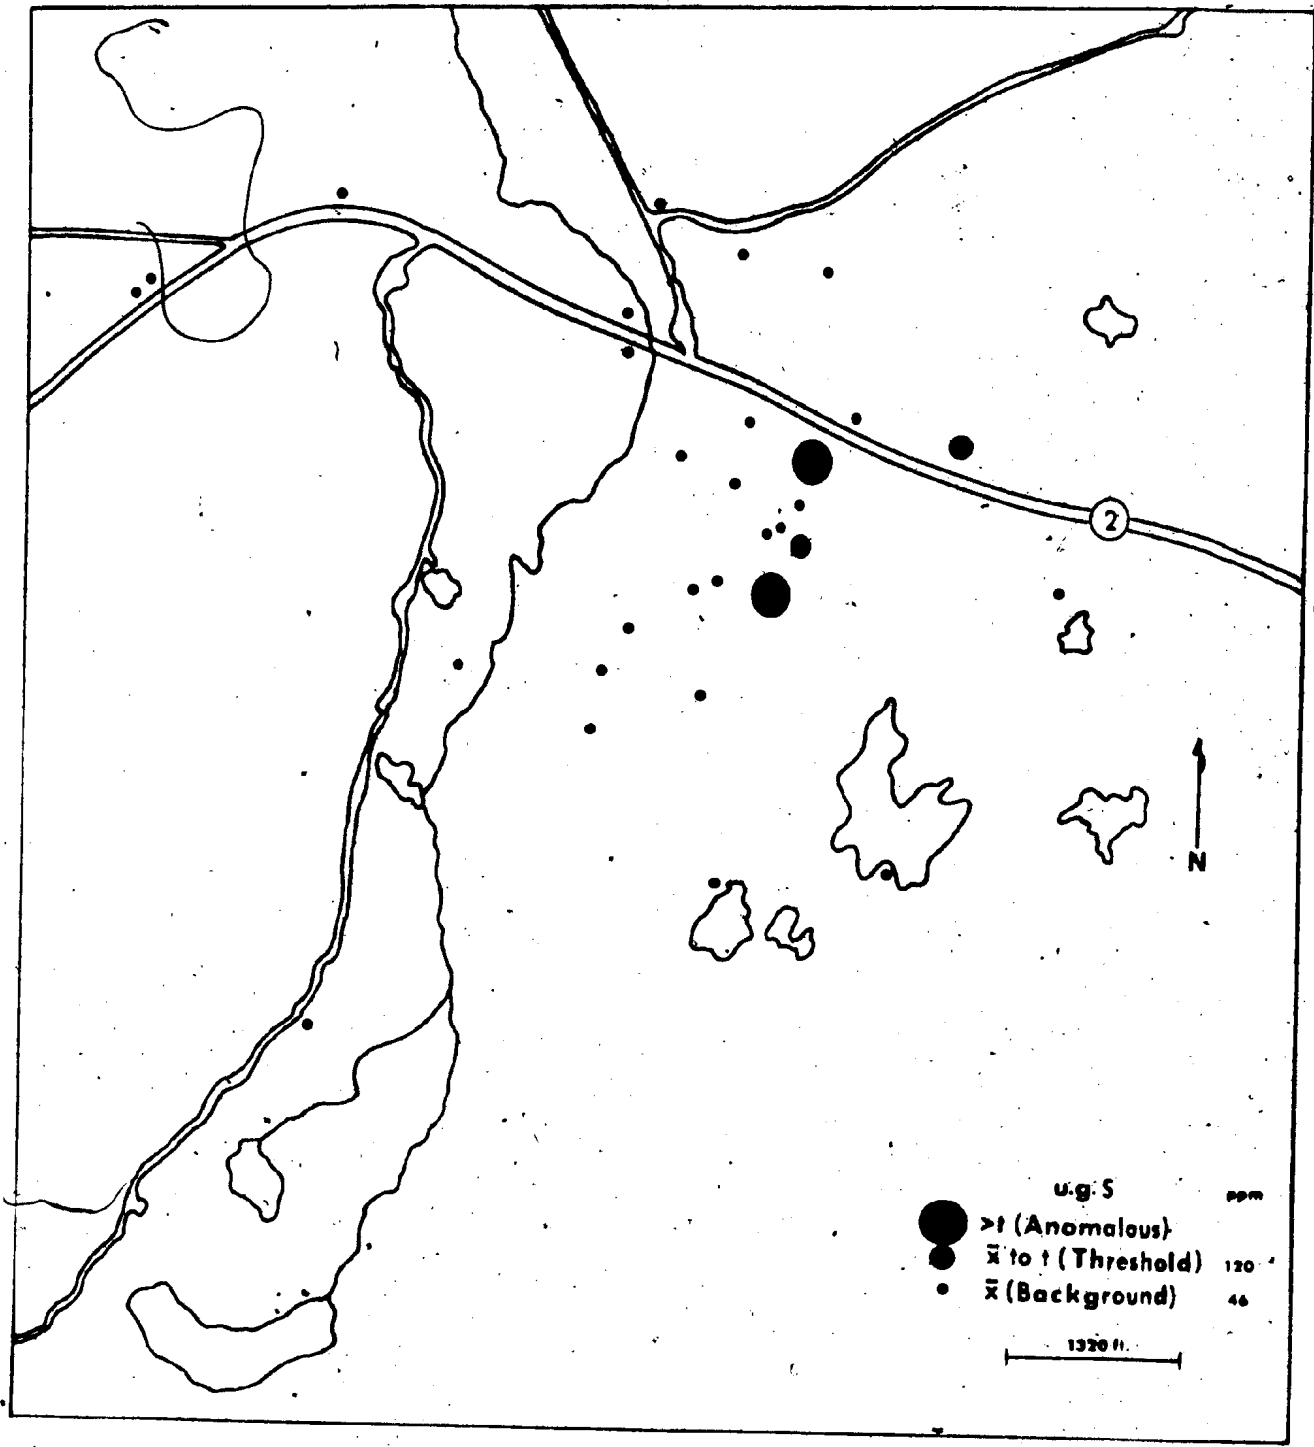 2
N
u.g. S ppm
>t (Anomalous)
x̄ to t (Threshold) 120
x̄ (Background) 46
1320 ft.